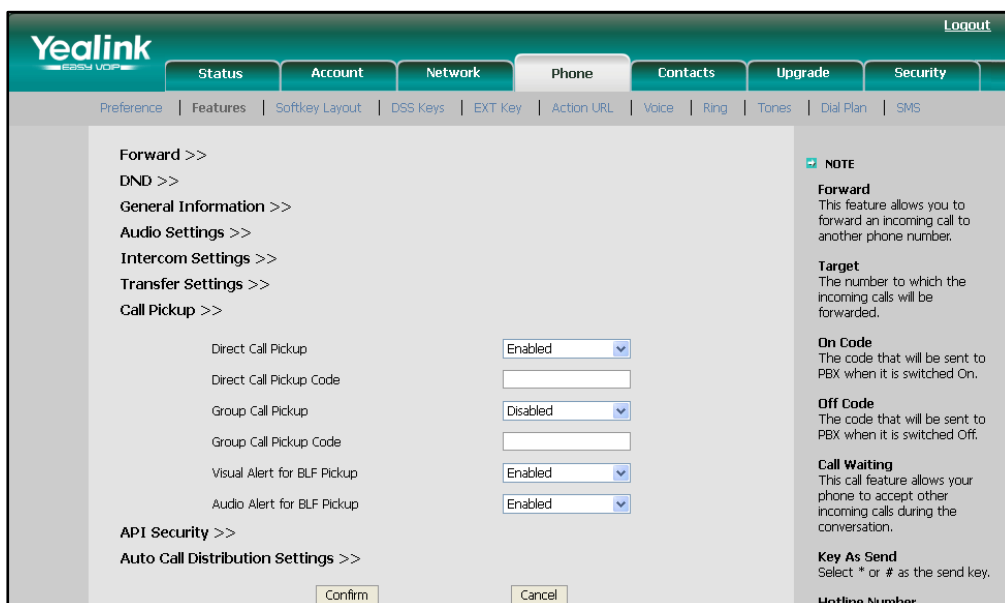 Logout
Yealink
EASY VOIP
Status Account Network Phone Contacts Upgrade Security
Preference | Features | Softkey Layout | DSS Keys | EXT Key | Action URL | Voice | Ring | Tones | Dial Plan | SMS
Forward >>
DND >>
General Information >>
Audio Settings >>
Intercom Settings >>
Transfer Settings >>
Call Pickup >>
Direct Call Pickup Enabled
Direct Call Pickup Code
Group Call Pickup Disabled
Group Call Pickup Code
Visual Alert for BLF Pickup Enabled
Audio Alert for BLF Pickup Enabled
API Security >>
Auto Call Distribution Settings >>
Confirm Cancel
NOTE
Forward
This feature allows you to
forward an incoming call to
another phone number.
Target
The number to which the
incoming calls will be
forwarded.
On Code
The code that will be sent to
PBX when it is switched On.
Off Code
The code that will be sent to
PBX when it is switched Off.
Call Waiting
This call feature allows your
phone to accept other
incoming calls during the
conversation.
Key As Send
Select * or # as the send key.
Hotline Number